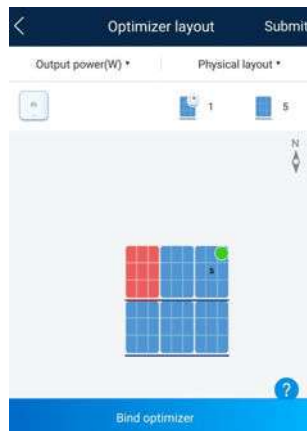 Optimizer layout
Submit
Output power(W)
Physical layout
1
5
N
5
?
Bind optimizer